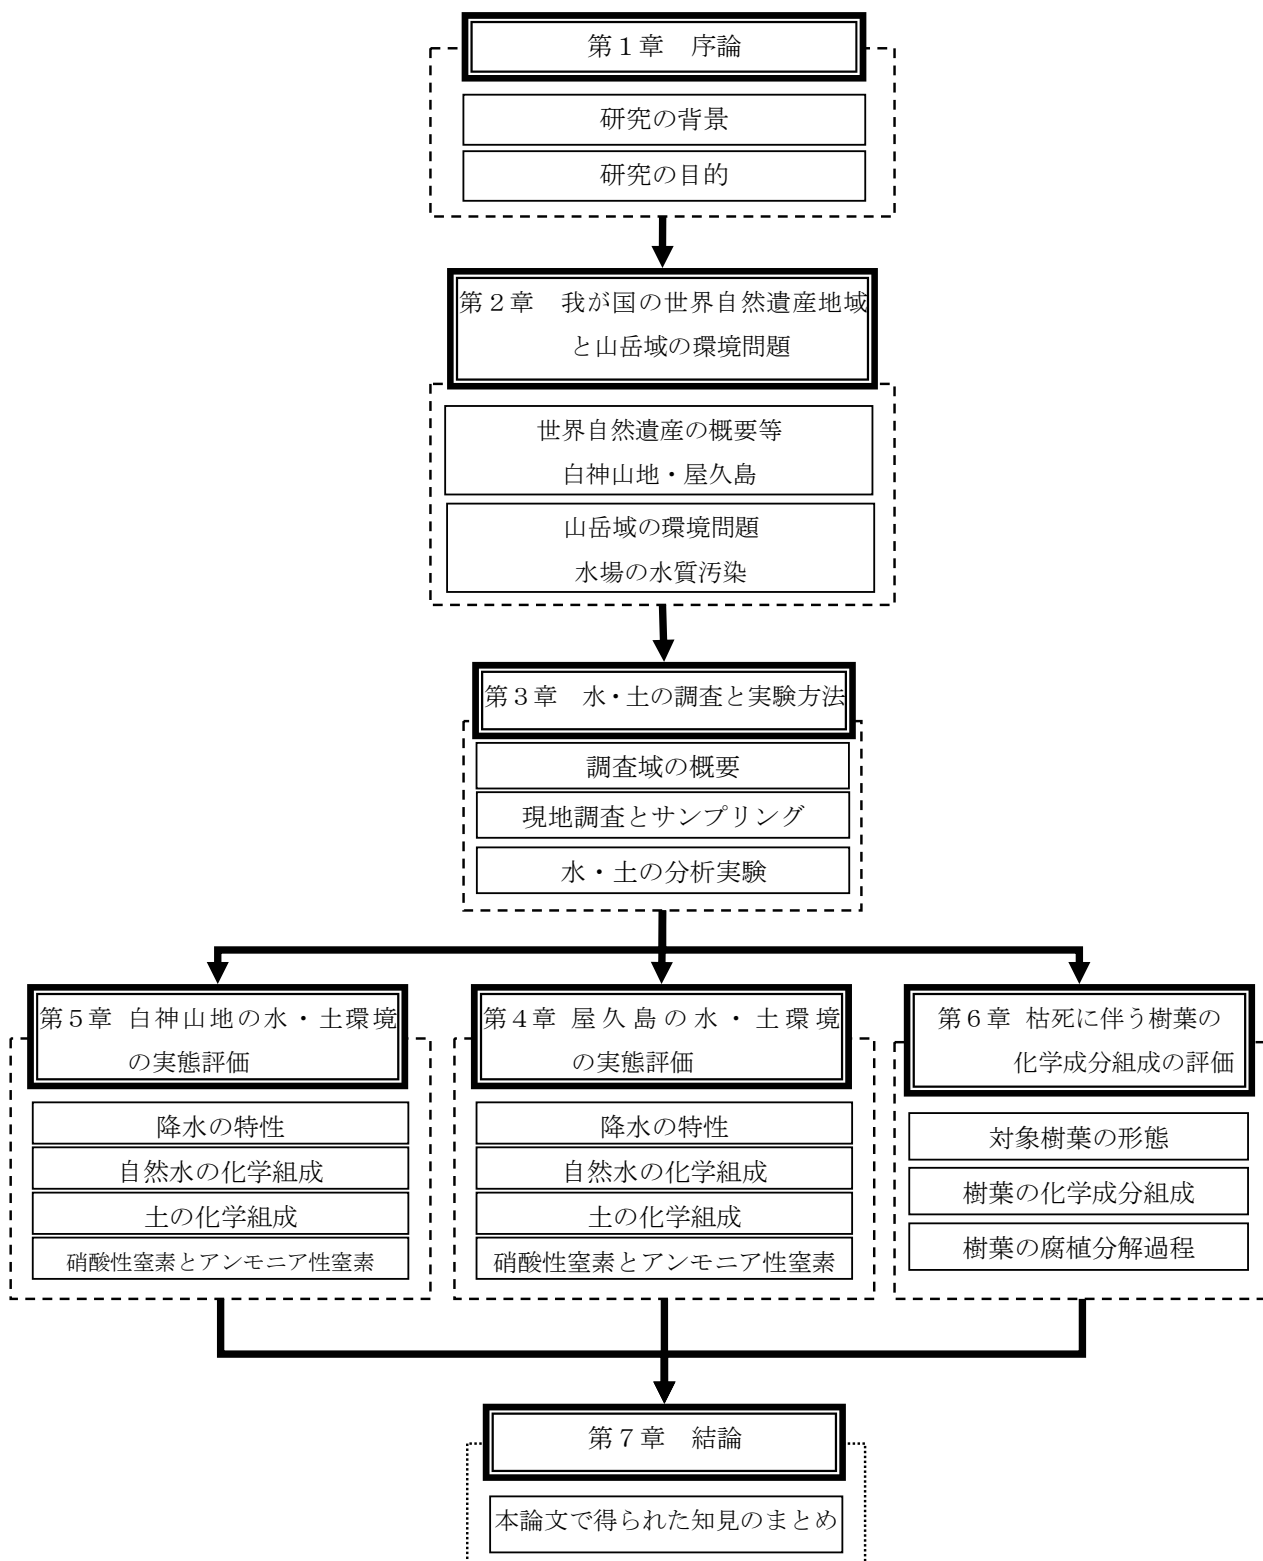 第１章　序論
研究の背景
研究の目的
第２章　我が国の世界自然遺産地域
と山岳域の環境問題
世界自然遺産の概要等
白神山地・屋久島
山岳域の環境問題
水場の水質汚染
第３章　水・土の調査と実験方法
調査域の概要
現地調査とサンプリング
水・土の分析実験
第５章 白神山地の水・土環境
の実態評価
降水の特性
自然水の化学組成
土の化学組成
硝酸性窒素とアンモニア性窒素
第４章 屋久島の水・土環境
の実態評価
降水の特性
自然水の化学組成
土の化学組成
硝酸性窒素とアンモニア性窒素
第６章 枯死に伴う樹葉の
化学成分組成の評価
対象樹葉の形態
樹葉の化学成分組成
樹葉の腐植分解過程
第７章　結論
本論文で得られた知見のまとめ